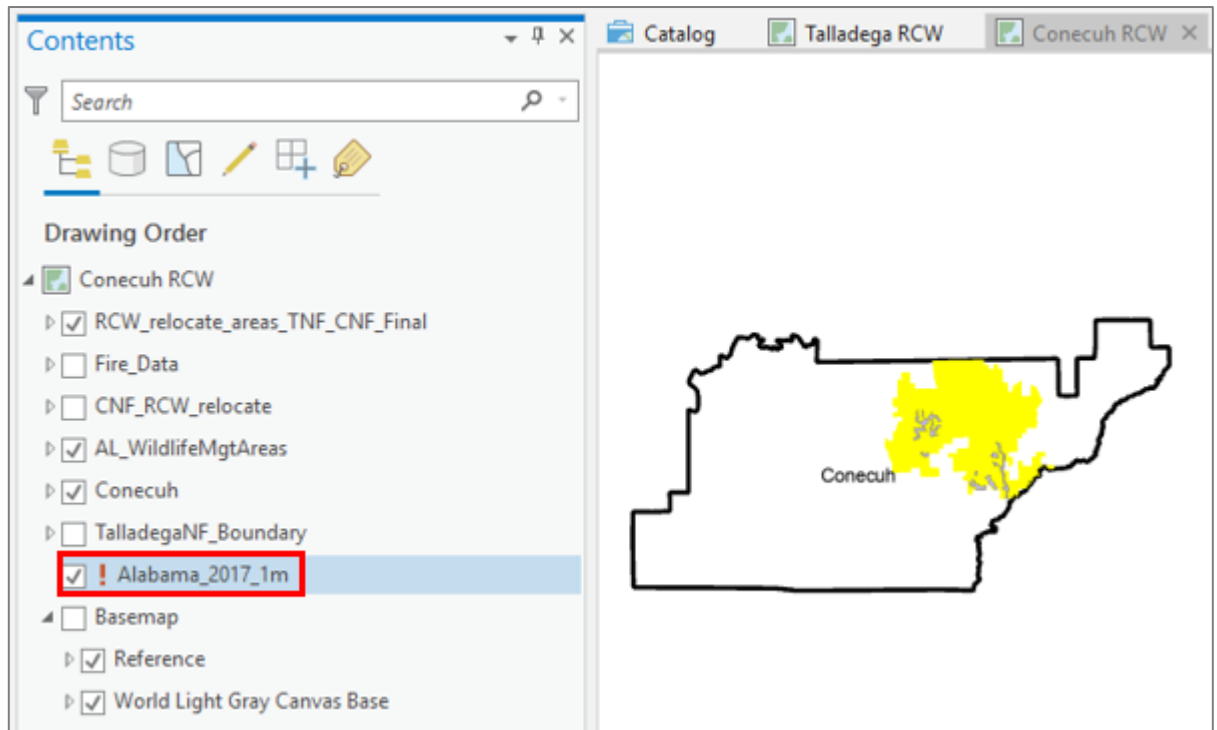 Contents
Search
Drawing Order
Conecuh RCW
RCW_relocate_areas_TNF_CNF_Final
Fire_Data
CNF_RCW_relocate
AL_WildlifeMgtAreas
Conecuh
TalladegaNF_Boundary
! Alabama_2017_1m
Basemap
Reference
World Light Gray Canvas Base
Catalog Talladega RCW Conecuh RCW
Conecuh